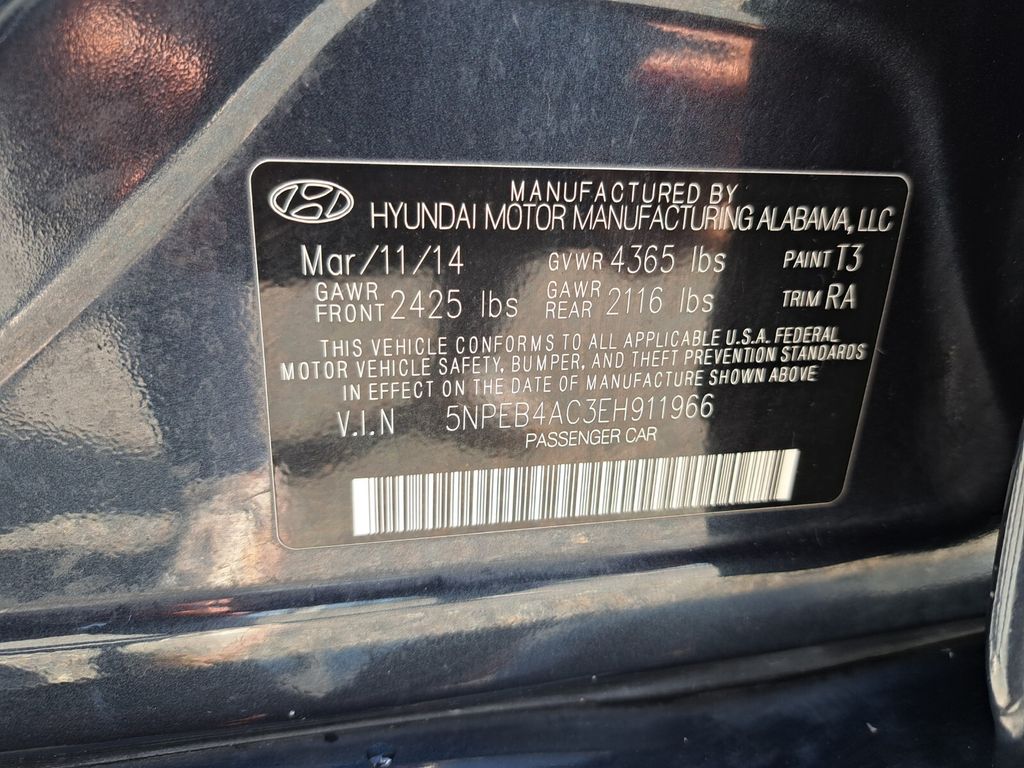 MANUFACTURED BY
HYUNDAI MOTOR MANUFACTURING ALABAMA, LLC
Mar/11/14 GVWR 4365 lbs PAINT T3
GAWR FRONT 2425 lbs GAWR REAR 2116 lbs TRIM RA
THIS VEHICLE CONFORMS TO ALL APPLICABLE U.S.A. FEDERAL
MOTOR VEHICLE SAFETY, BUMPER, AND THEFT PREVENTION STANDARDS
IN EFFECT ON THE DATE OF MANUFACTURE SHOWN ABOVE
V.I.N 5NPEB4AC3EH911966
PASSENGER CAR